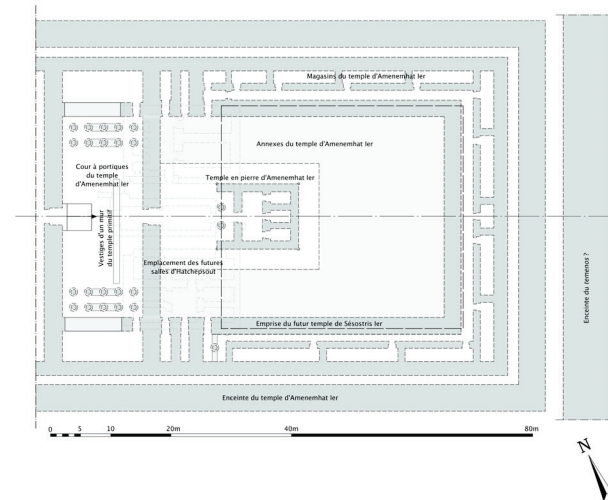 Magasins du temple d'Amenemhat Ier
Annexes du temple d'Amenemhat Ier
Cour à portiques
du temple
d'Amenemhat Ier
Temple en pierre d'Amenemhat Ier
Vestiges d'un mur
du temple primitif
Emplacement des futures
salles d'Hatchepsout
Emprise du futur temple de Sésostris Ier
Enceinte du temenos ?
Enceinte du temple d'Amenemhat Ier
0 5 10 20m 40m 80m
N